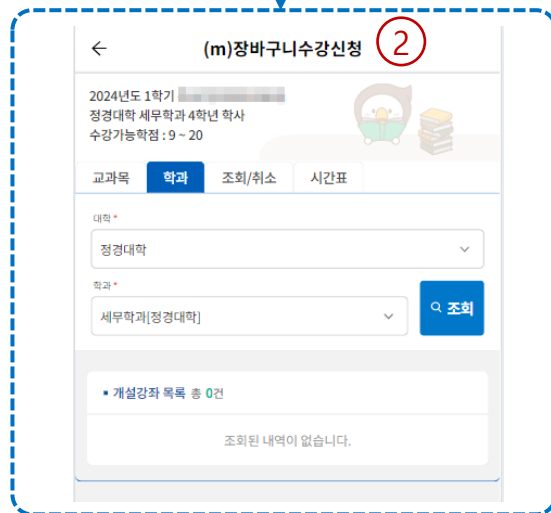 (m)장바구니수강신청
2
2024년도 1학기
정경대학 세무학과 4학년 학사
수강가능학점 : 9 ~ 20
교과목 학과 조회/취소 시간표
대학 *
정경대학
학과 *
세무학과[정경대학]
조회
▪ 개설강좌 목록 총 0건
조회된 내역이 없습니다.